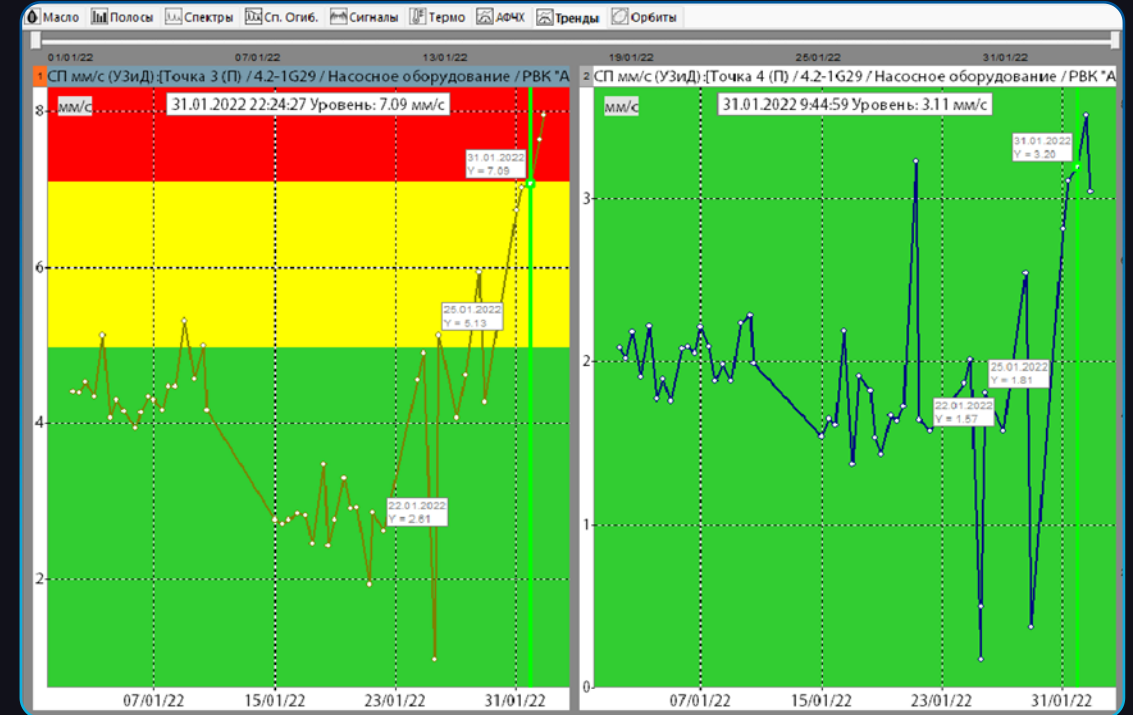 Масло Полосы Спектры Сп. Огиб. Сигналы Термо АФЧХ Тренды Орбиты
01/01/22 07/01/22 13/01/22 19/01/22 25/01/22 31/01/22
1 СП мм/с (УЗиД):[Точка 3 (П) / 4.2-1G29 / Насосное оборудование / РВК "А
мм/с
31.01.2022 22:24:27 Уровень: 7.09 мм/с
8
31.01.2022
Y = 7.09
6
25.01.2022
Y = 5.13
4
22.01.2022
Y = 2.61
2
07/01/22 15/01/22 23/01/22 31/01/22
2 СП мм/с (УЗиД):[Точка 4 (П) / 4.2-1G29 / Насосное оборудование / РВК "А
мм/с
31.01.2022 9:44:59 Уровень: 3.11 мм/с
31.01.2022
Y = 3.20
3
2
25.01.2022
Y = 1.81
22.01.2022
Y = 1.57
1
0
07/01/22 15/01/22 23/01/22 31/01/22